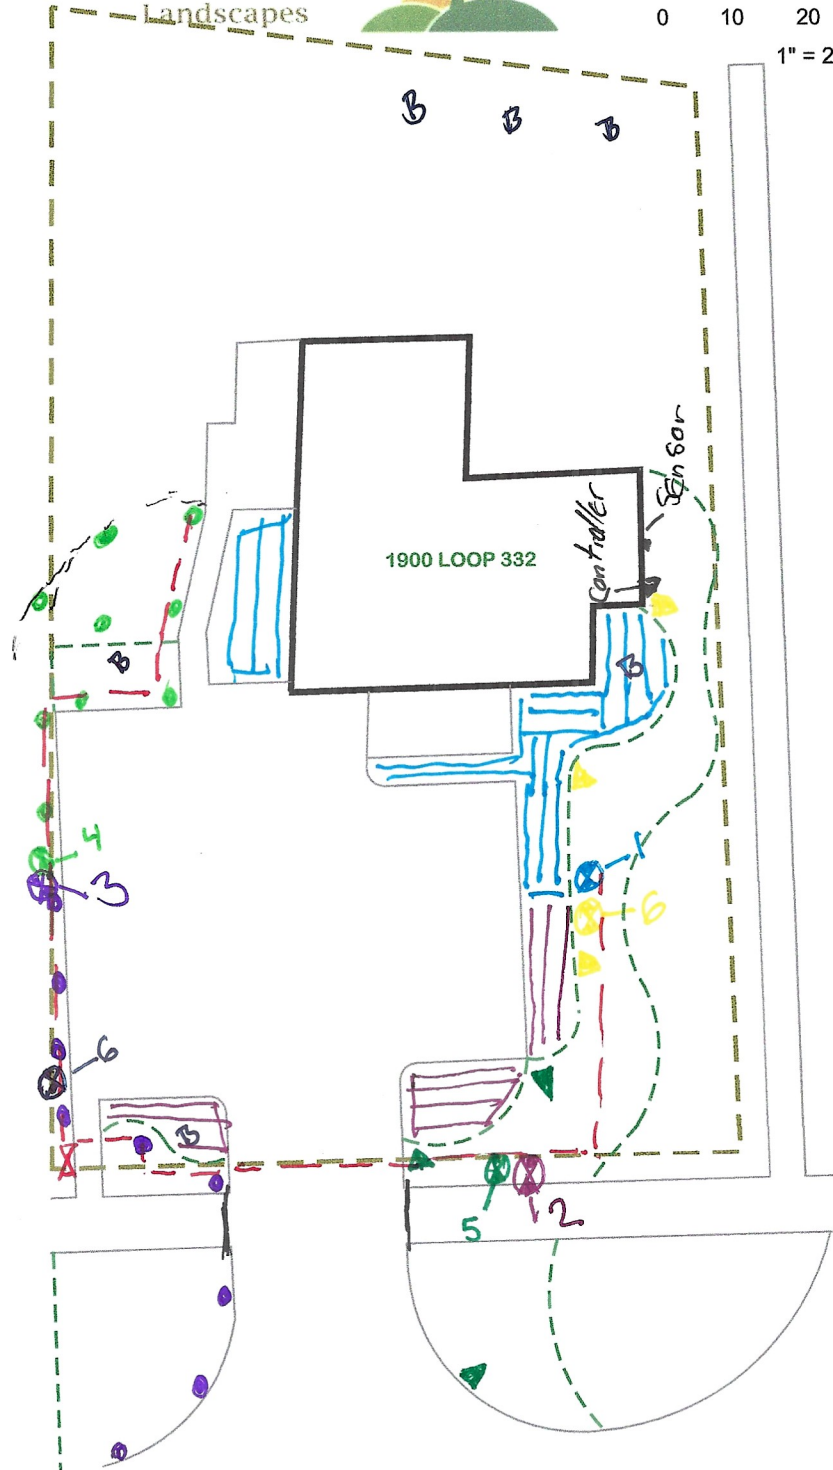 Landscapes
0 10 20
1" = 2
B B B
Sensor
Controller
1900 LOOP 332
B
B
4
3
1
6
6
B
X
5
2